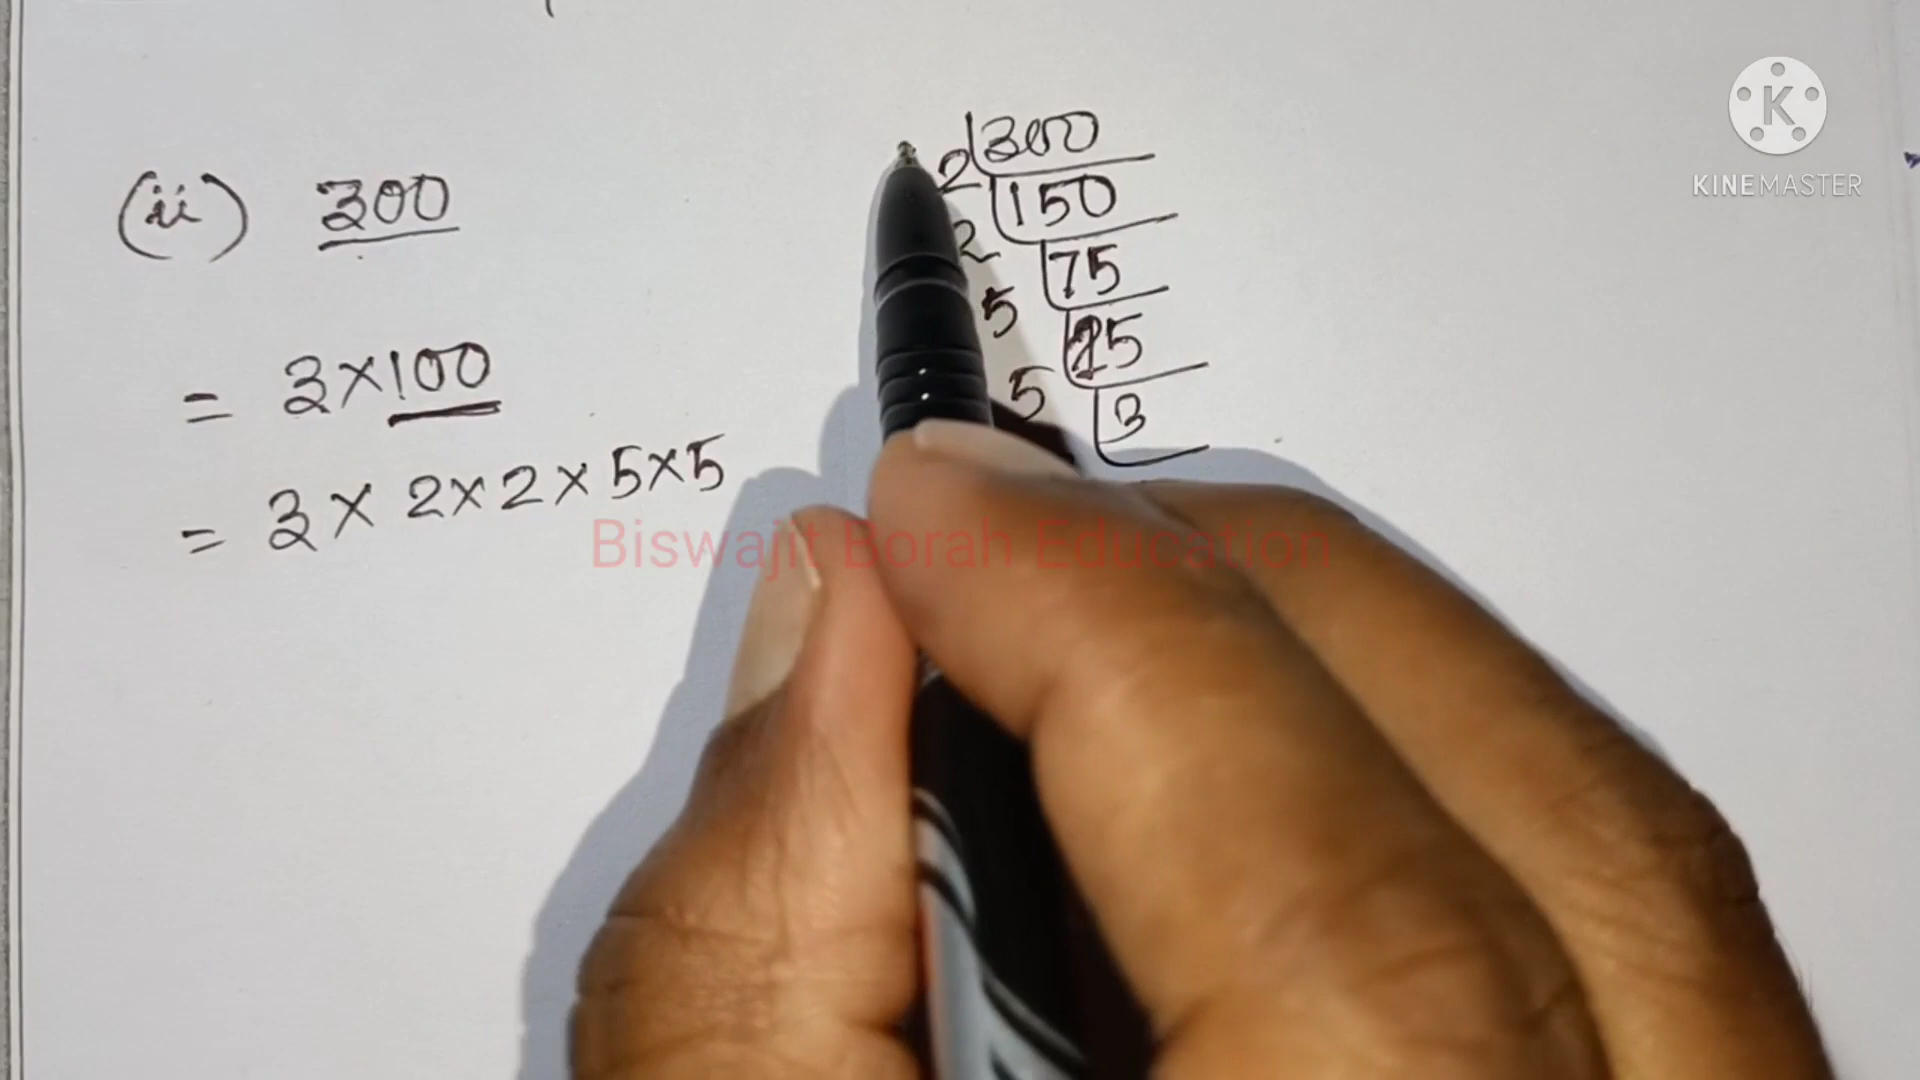 (ii) 300
= 3×100
= 3 × 2×2×5×5
2 300
2 150
5 75
5 15
3
KINEMASTER
Biswajit Borah Education